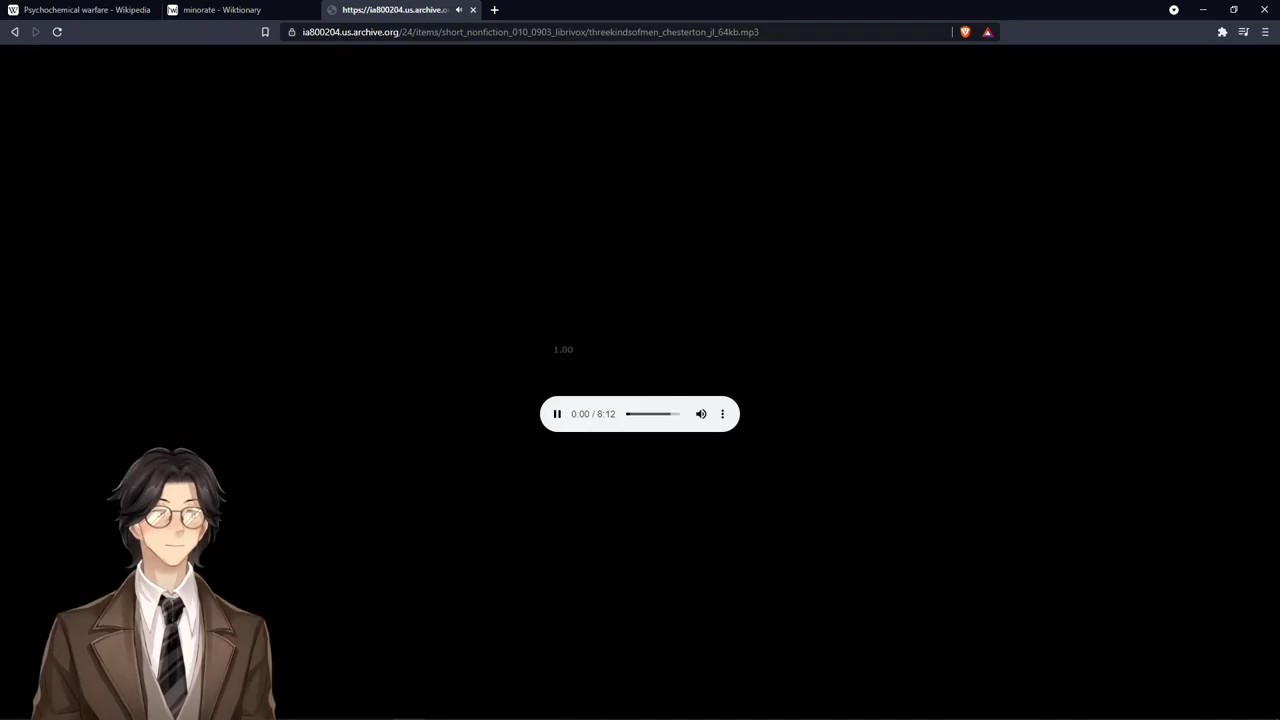 Psychochemical warfare - Wikipedia
minorate - Wiktionary
https://ia800204.us.archive.o
ia800204.us.archive.org/24/items/short_nonfiction_010_0903_librivox/threekindsofmen_chesterton_jl_64kb.mp3
1.00
0:00 / 8:12